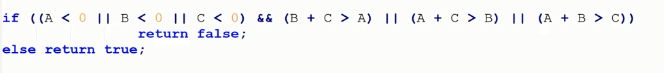 if ((A < 0 || B < 0 || C < 0) && (B + C > A) || (A + C > B) || (A + B > C))
return false;
else return true;